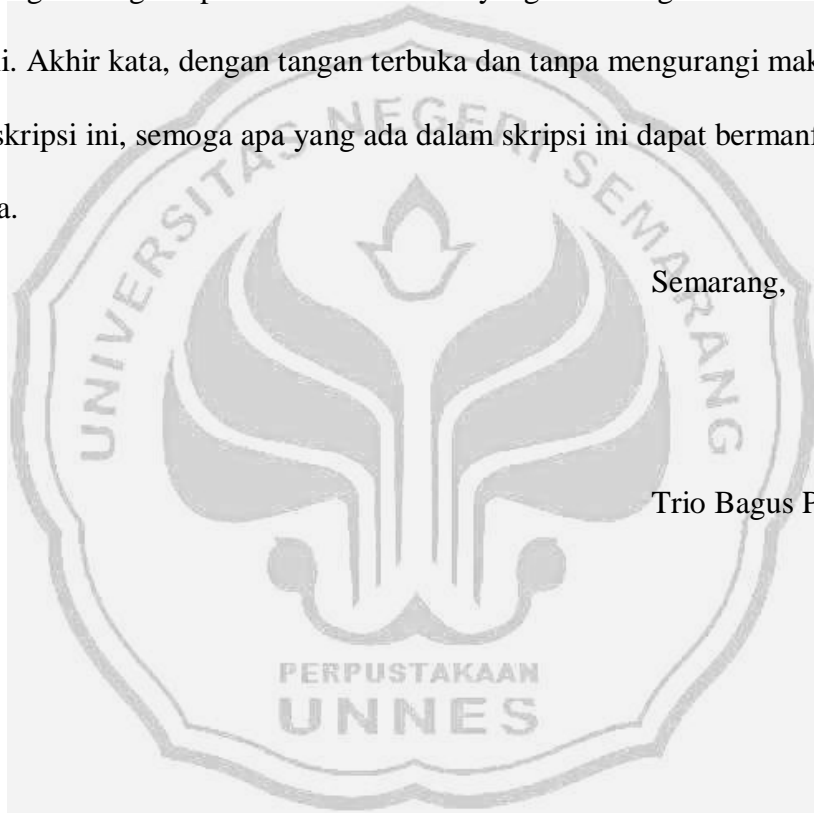 i. Akhir kata, dengan tangan terbuka dan tanpa mengurangi mak
skripsi ini, semoga apa yang ada dalam skripsi ini dapat bermanf
a.
Semarang,
Trio Bagus P
UNIVERSITAS NEGERI SEMARANG
PERPUSTAKAAN
UNNES